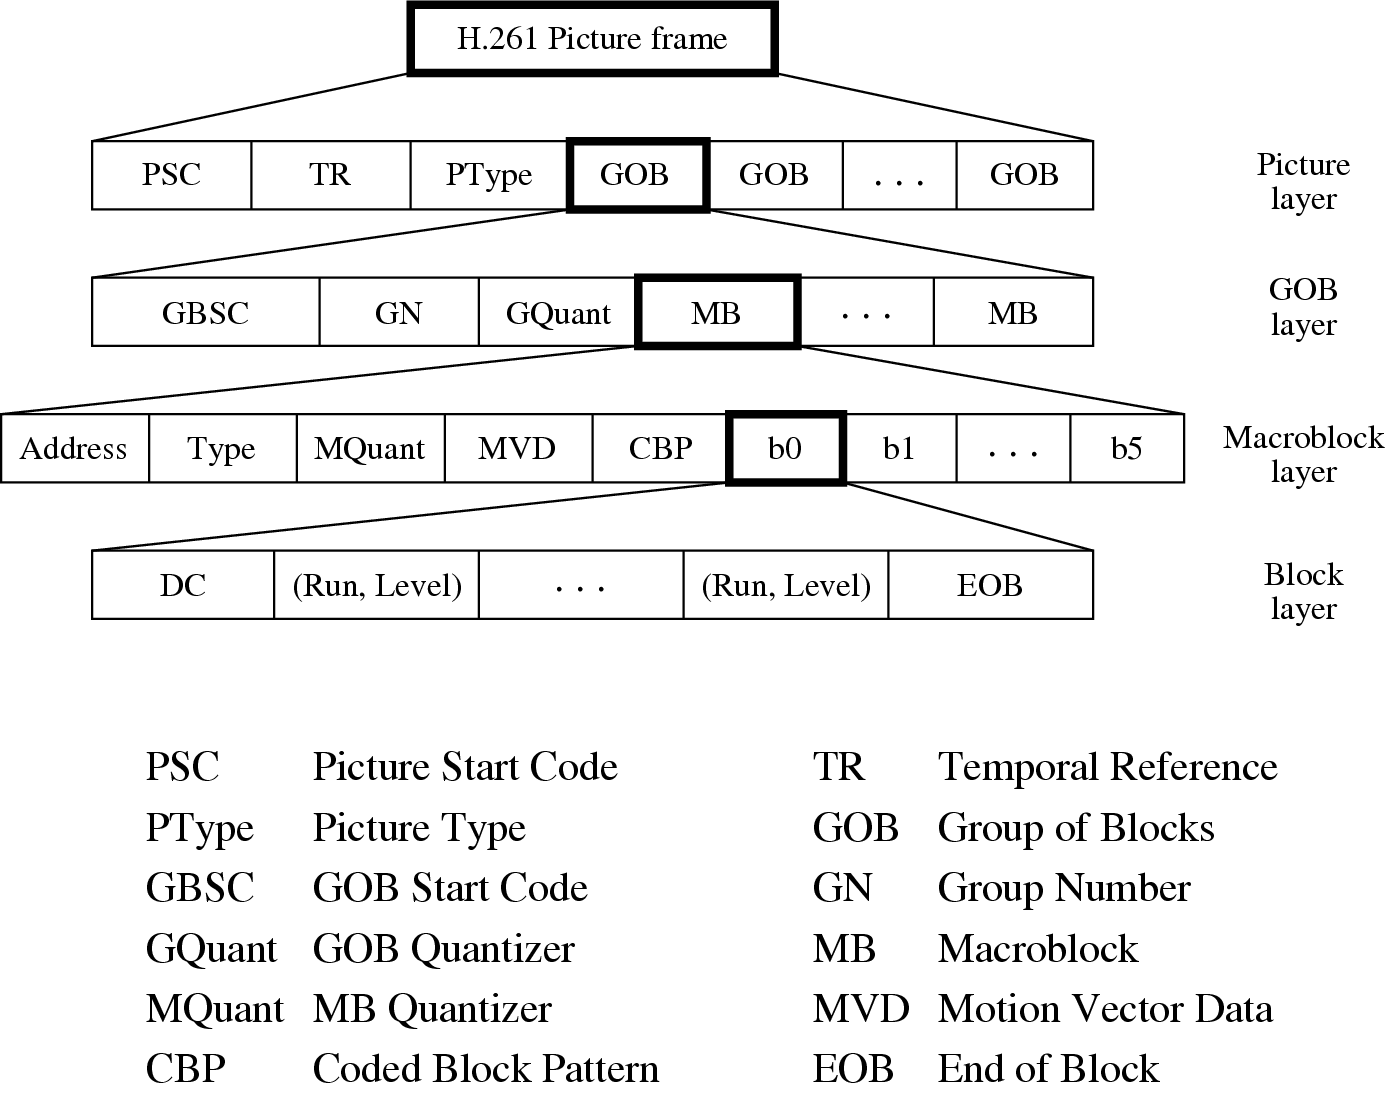 H.261 Picture frame
PSC TR PType GOB GOB . . . GOB
Picture
layer
GBSC GN GQuant MB . . . MB
GOB
layer
Address Type MQuant MVD CBP b0 b1 . . . b5
Macroblock
layer
DC (Run, Level) . . . (Run, Level) EOB
Block
layer
PSC Picture Start Code TR Temporal Reference
PType Picture Type GOB Group of Blocks
GBSC GOB Start Code GN Group Number
GQuant GOB Quantizer MB Macroblock
MQuant MB Quantizer MVD Motion Vector Data
CBP Coded Block Pattern EOB End of Block